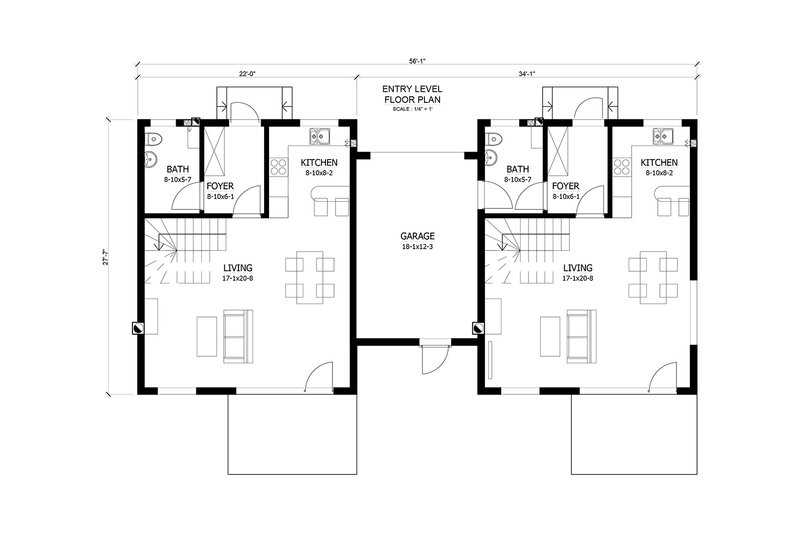 56'-1"
22'-0"
34'-1"
ENTRY LEVEL
FLOOR PLAN
SCALE : 1/4" = 1'
27'-7"
BATH
8-10x5-7
FOYER
8-10x6-1
KITCHEN
8-10x8-2
LIVING
17-1x20-8
GARAGE
18-1x12-3
BATH
8-10x5-7
FOYER
8-10x6-1
KITCHEN
8-10x8-2
LIVING
17-1x20-8